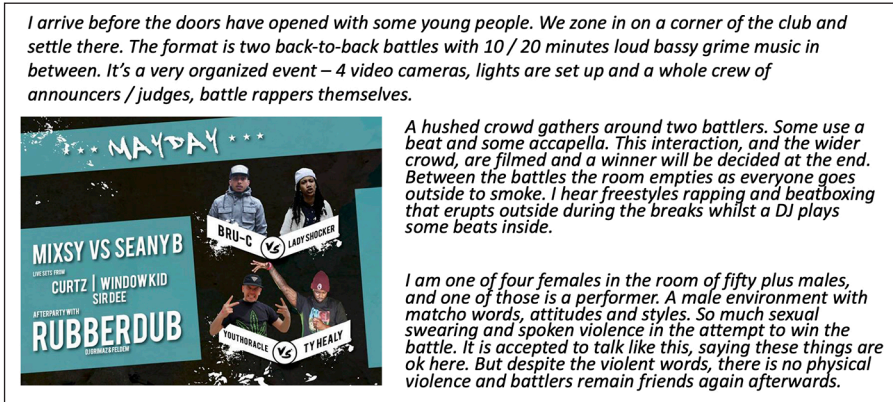 I arrive before the doors have opened with some young people. We zone in on a corner of the club and
settle there. The format is two back-to-back battles with 10 / 20 minutes loud bassy grime music in
between. It's a very organized event – 4 video cameras, lights are set up and a whole crew of
announcers / judges, battle rappers themselves.
MAYDAY
BRU-C
VS
LADY SHOCKER
MIXSY VS SEANY B
LIVE SETS FROM
CURTZ | WINDOWKID
SIR DEE
AFTERPARTY WITH
RUBBERDUB
YOUTHORACLE
VS
TY HEALY
A hushed crowd gathers around two battlers. Some use a
beat and some accapella. This interaction, and the wider
crowd, are filmed and a winner will be decided at the end.
Between the battles the room empties as everyone goes
outside to smoke. I hear freestyles rapping and beatboxing
that erupts outside during the breaks whilst a DJ plays
some beats inside.
I am one of four females in the room of fifty plus males,
and one of those is a performer. A male environment with
matcho words, attitudes and styles. So much sexual
swearing and spoken violence in the attempt to win the
battle. It is accepted to talk like this, saying these things are
ok here. But despite the violent words, there is no physical
violence and battlers remain friends again afterwards.